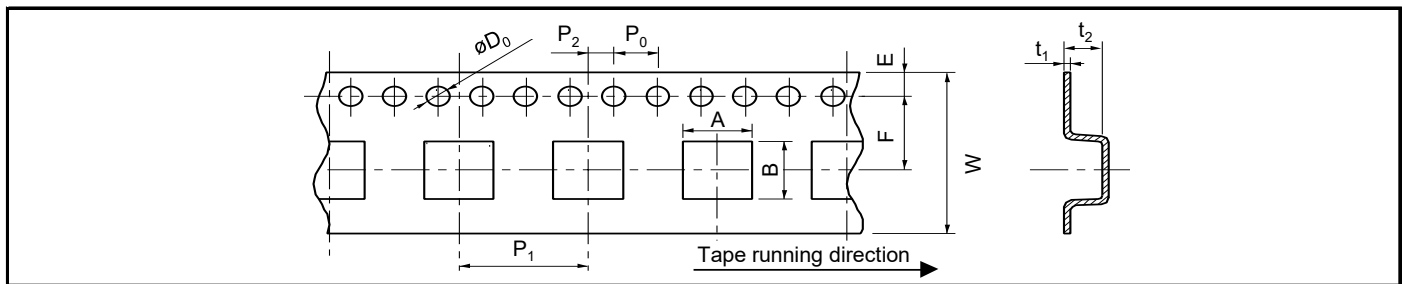 øD₀
P₂
P₀
E
t₂
t₁
A
F
B
W
P₁
Tape running direction